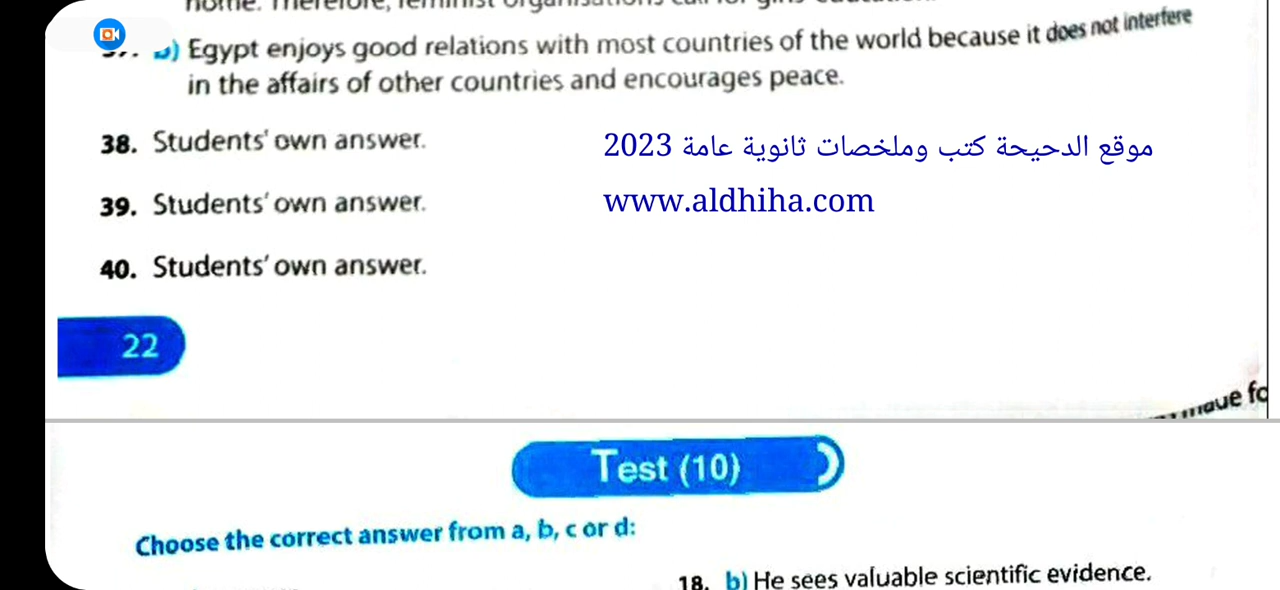 b) Egypt enjoys good relations with most countries of the world because it does not interfere
in the affairs of other countries and encourages peace.
38. Students' own answer.
موقع الدحيحة كتب وملخصات ثانوية عامة 2023
39. Students' own answer.
www.aldhiha.com
40. Students' own answer.
22
Test (10)
Choose the correct answer from a, b, c or d:
18. b) He sees valuable scientific evidence.